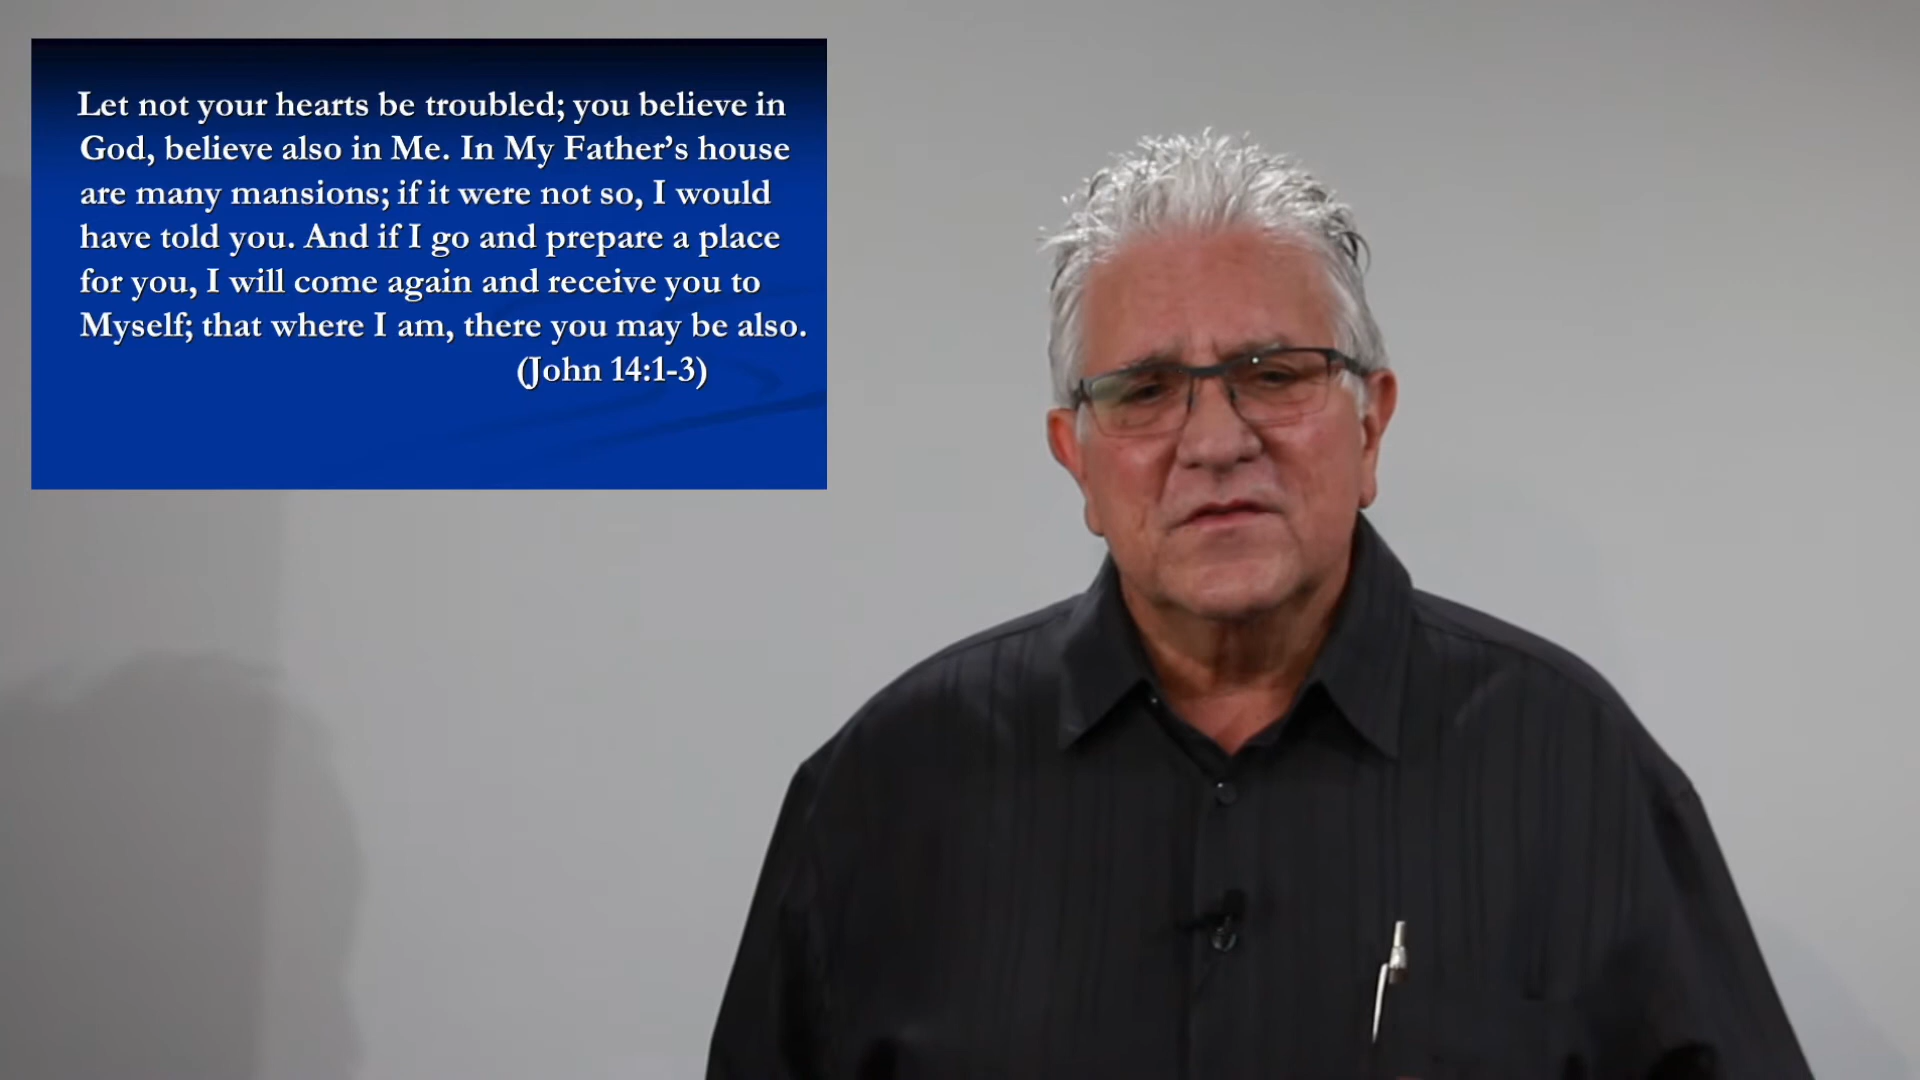 Let not your hearts be troubled; you believe in
God, believe also in Me. In My Father’s house
are many mansions; if it were not so, I would
have told you. And if I go and prepare a place
for you, I will come again and receive you to
Myself; that where I am, there you may be also.
(John 14:1-3)